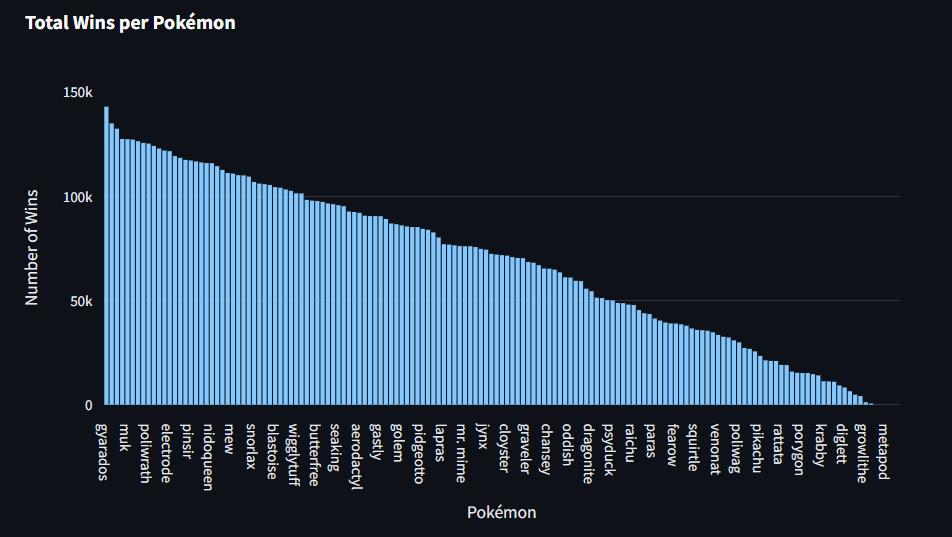 Total Wins per Pokémon
150k
100k
50k
0
Number of Wins
gyarados
muk
poliwrath
electrode
pinsir
nidoqueen
mew
snorlax
blastoise
wigglytuff
butterfree
seaking
aerodactyl
gastly
golem
pidgeotto
lapras
mr. mime
jynx
cloyster
graveler
chansey
oddish
dragonite
psyduck
raichu
paras
fearow
squirtle
venonat
poliwag
pikachu
rattata
porygon
krabby
diglett
growlithe
metapod
Pokémon